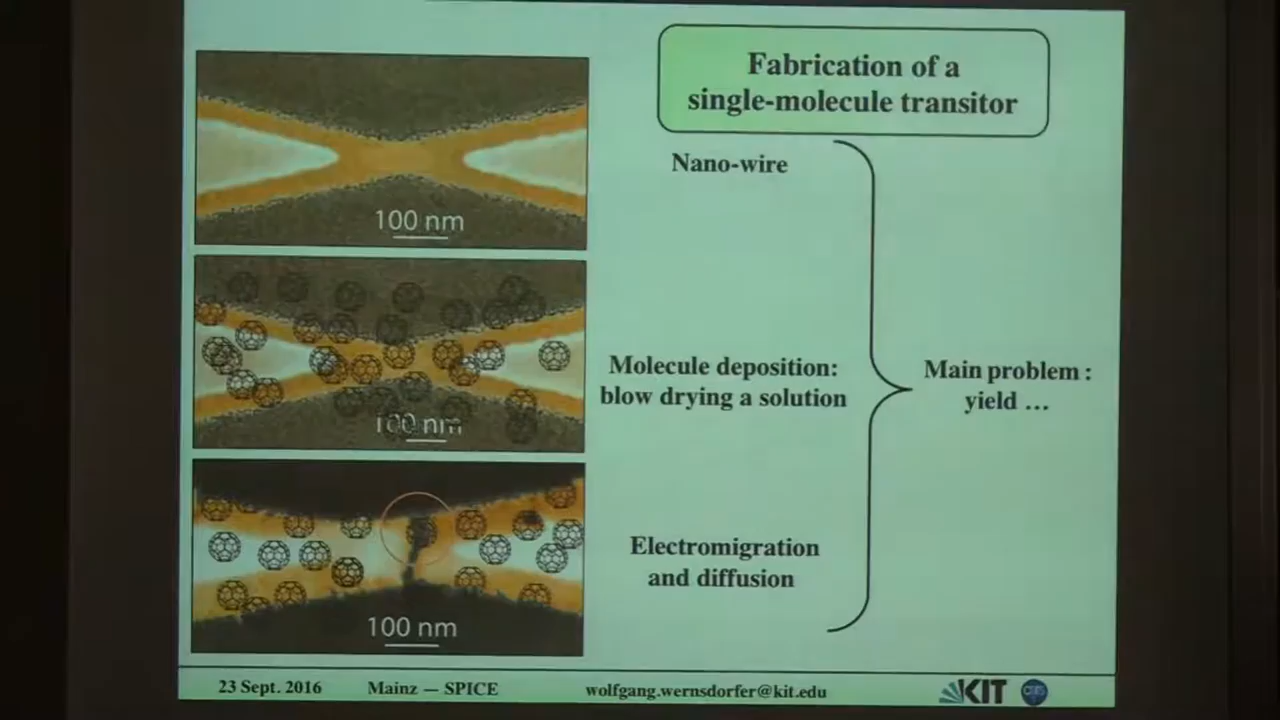 Fabrication of a
single-molecule transitor
Nano-wire
100 nm
Molecule deposition:
blow drying a solution
100 nm
Main problem :
yield ...
Electromigration
and diffusion
100 nm
23 Sept. 2016
Mainz — SPICE
wolfgang.wernsdorfer@kit.edu
KIT